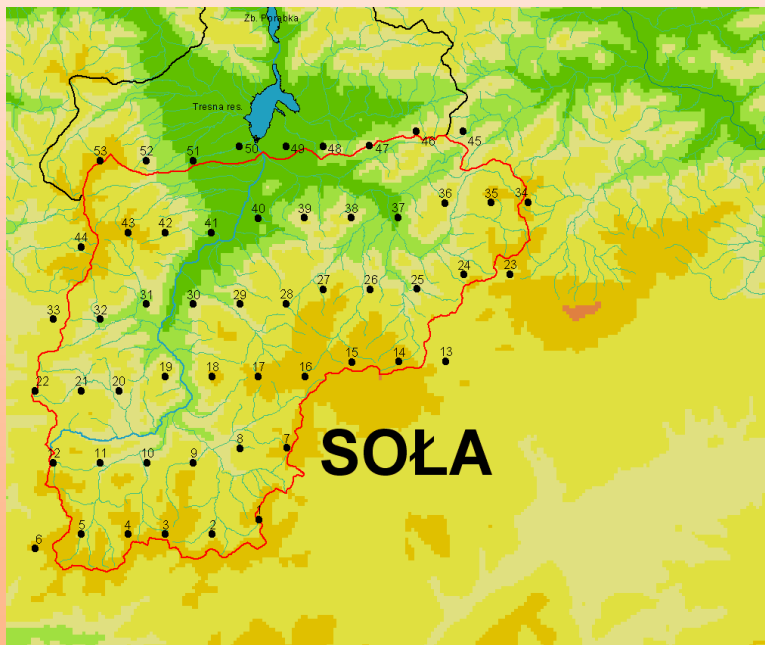 Zb. Porąbka
Tresna res.
53 52 51 50 49 48 47 46 45
44 43 42 41 40 39 38 37 36 35 34
33 32 31 30 29 28 27 26 25 24 23
22 21 20 19 18 17 16 15 14 13
2 11 10 9 8 7
SOŁA
6 5 4 3 2